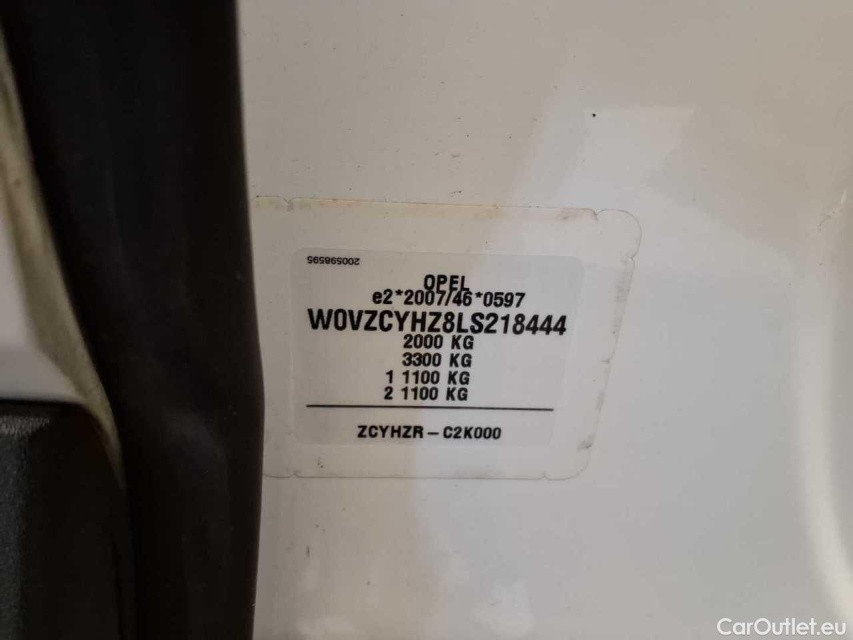 200598595
OPEL
e2*2007/46*0597
W0VZCYHZ8LS218444
2000 KG
3300 KG
1 1100 KG
2 1100 KG
ZCYHZR – C2K000
CarOutlet.eu